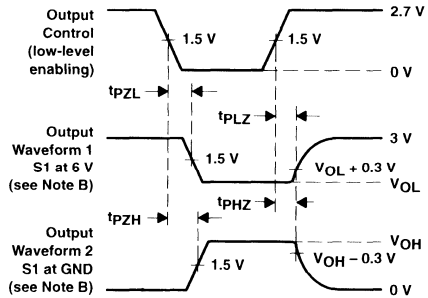 Output
Control
(low-level
enabling)
1.5 V
1.5 V
2.7 V
0 V
tPZL
tPLZ
Output
Waveform 1
S1 at 6 V
(see Note B)
1.5 V
3 V
VOL + 0.3 V
VOL
tPZH
tPHZ
Output
Waveform 2
S1 at GND
(see Note B)
1.5 V
VOH
VOH − 0.3 V
0 V